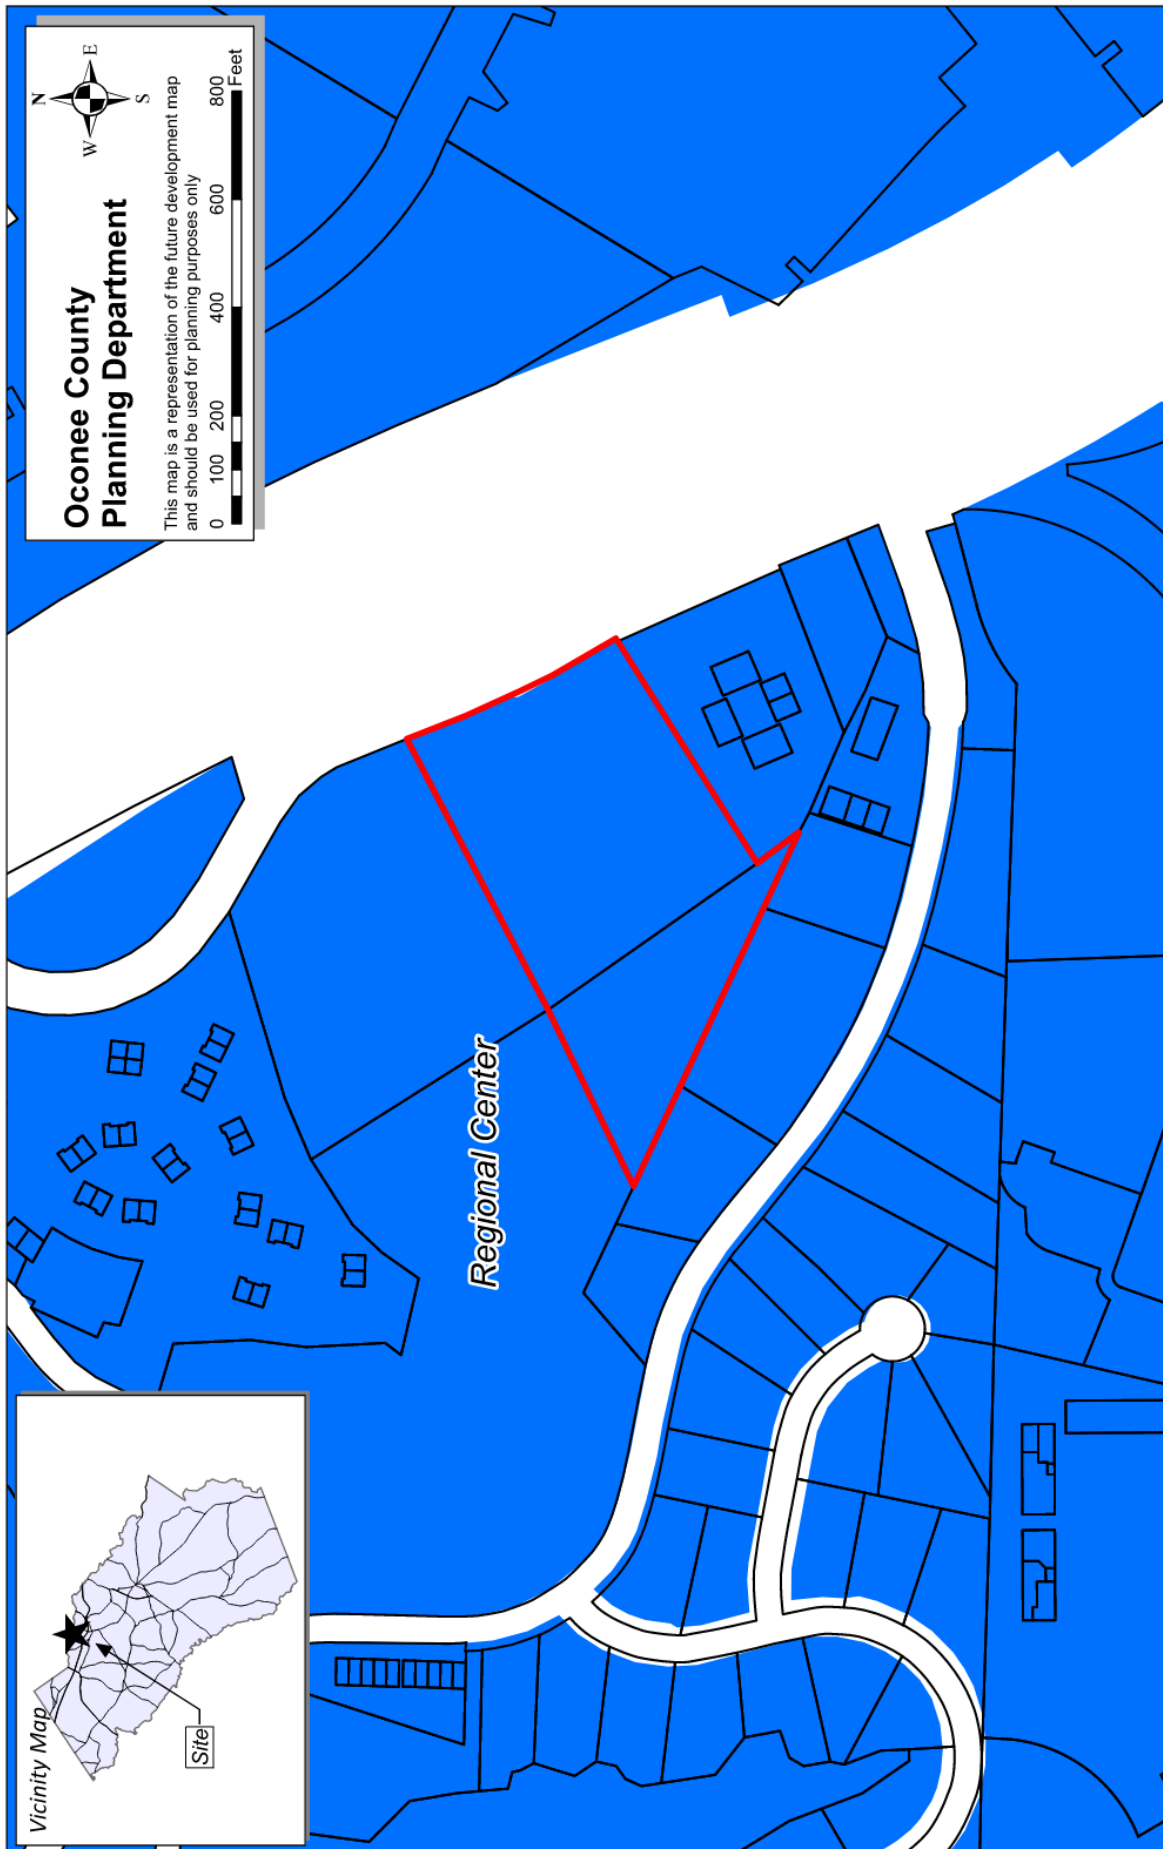 Oconee County
Planning Department
This map is a representation of the future development map
and should be used for planning purposes only
0 100 200 400 600 800
Feet
N
W E
S
Regional Center
Vicinity Map
Site